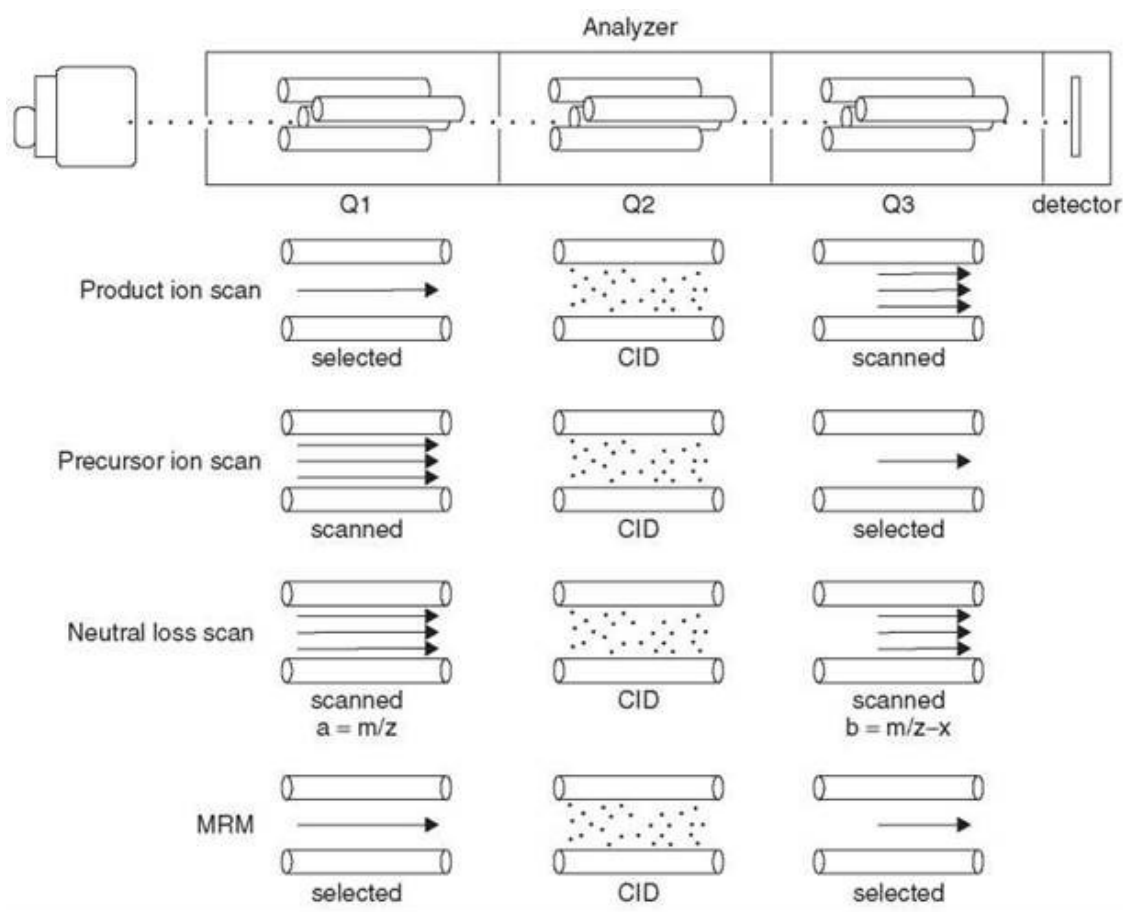 Analyzer
Q1 Q2 Q3 detector
Product ion scan
selected CID scanned
Precursor ion scan
scanned CID selected
Neutral loss scan
scanned CID scanned
a = m/z b = m/z–x
MRM
selected CID selected